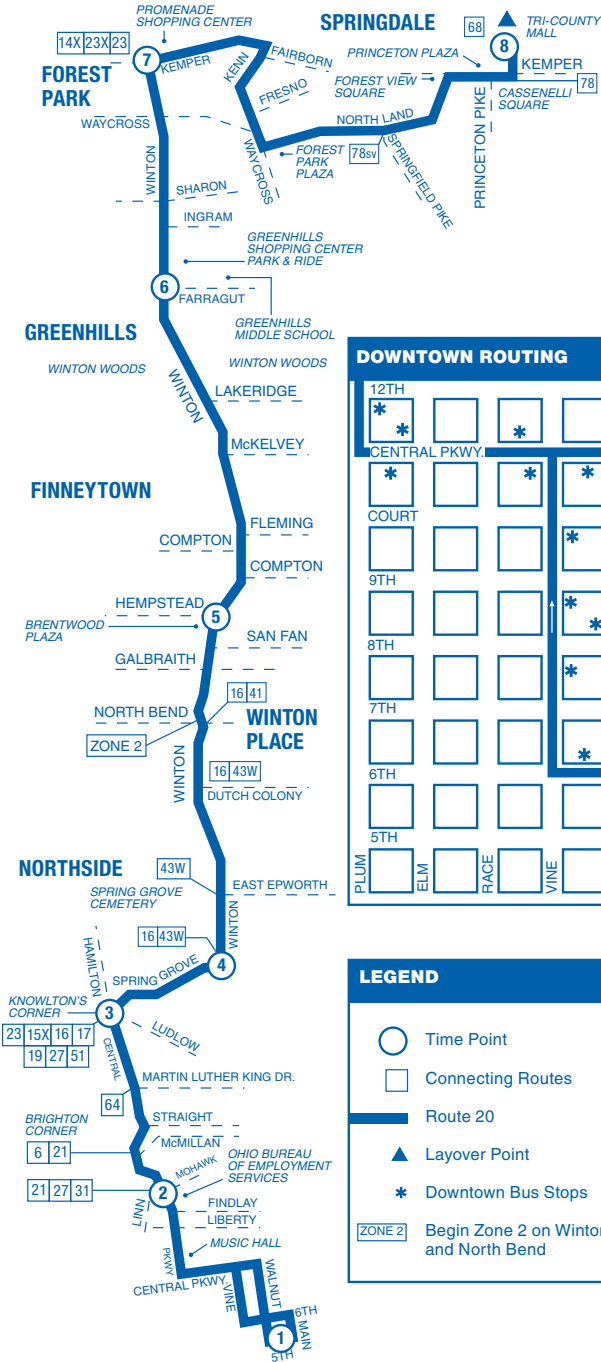 PROMENADE
SHOPPING CENTER
SPRINGDALE
68
TRI-COUNTY
MALL
14X 23X 23
7
KEMPER
KENN
FAIRBORN
PRINCETON PLAZA
8
KEMPER
FOREST
PARK
FRESNO
FOREST VIEW
SQUARE
CASSENELLI
SQUARE
78
WAYCROSS
NORTH LAND
PRINCETON PIKE
WINTON
WAYCROSS
FOREST
PARK
PLAZA
78sv
SPRINGFIELD PIKE
SHARON
INGRAM
GREENHILLS
SHOPPING CENTER
PARK & RIDE
6
FARRAGUT
GREENHILLS
GREENHILLS
MIDDLE SCHOOL
WINTON WOODS
WINTON WOODS
WINTON
LAKERIDGE
McKELVEY
FINNEYTOWN
FLEMING
COMPTON
COMPTON
HEMPSTEAD
5
BRENTWOOD
PLAZA
SAN FAN
GALBRAITH
16 41
NORTH BEND
WINTON
PLACE
ZONE 2
WINTON
16 43W
DUTCH COLONY
NORTHSIDE
43W
SPRING GROVE
CEMETERY
EAST EPWORTH
16 43W
WINTON
4
HAMILTON
SPRING GROVE
KNOWLTON'S
CORNER
3
23 15X 16 17
19 27 51
LUDLOW
CENTRAL
MARTIN LUTHER KING DR.
64
BRIGHTON
CORNER
STRAIGHT
6 21
McMILLAN
MOHAWK
OHIO BUREAU
OF EMPLOYMENT
SERVICES
21 27 31
2
LINN
FINDLAY
LIBERTY
PKWY
MUSIC HALL
CENTRAL PKWY.
VINE
WALNUT
6TH
MAIN
1
5TH
DOWNTOWN ROUTING
12TH
CENTRAL PKWY.
COURT
9TH
8TH
7TH
6TH
5TH
PLUM
ELM
RACE
VINE
LEGEND
Time Point
Connecting Routes
Route 20
Layover Point
Downtown Bus Stops
ZONE 2
Begin Zone 2 on Winton
and North Bend